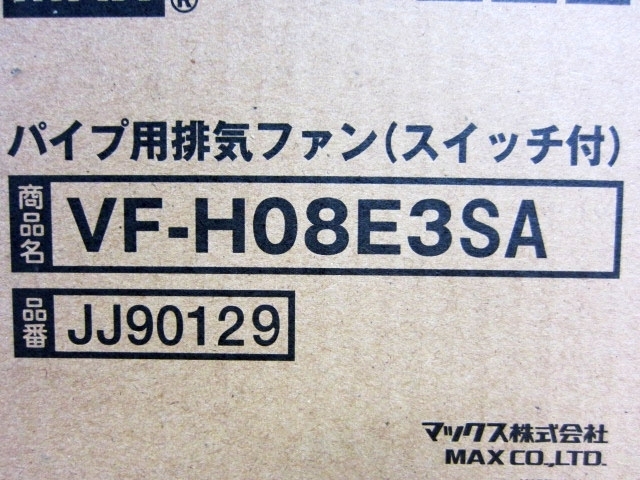 ®
パイプ用排気ファン(スイッチ付)
商品名 VF-H08E3SA
品番 JJ90129
マックス株式会社
MAX CO.,LTD.